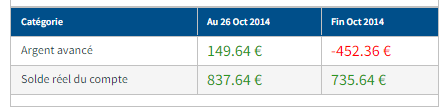 Catégorie Au 26 Oct 2014 Fin Oct 2014
Argent avancé 149.64 € -452.36 €
Solde réel du compte 837.64 € 735.64 €